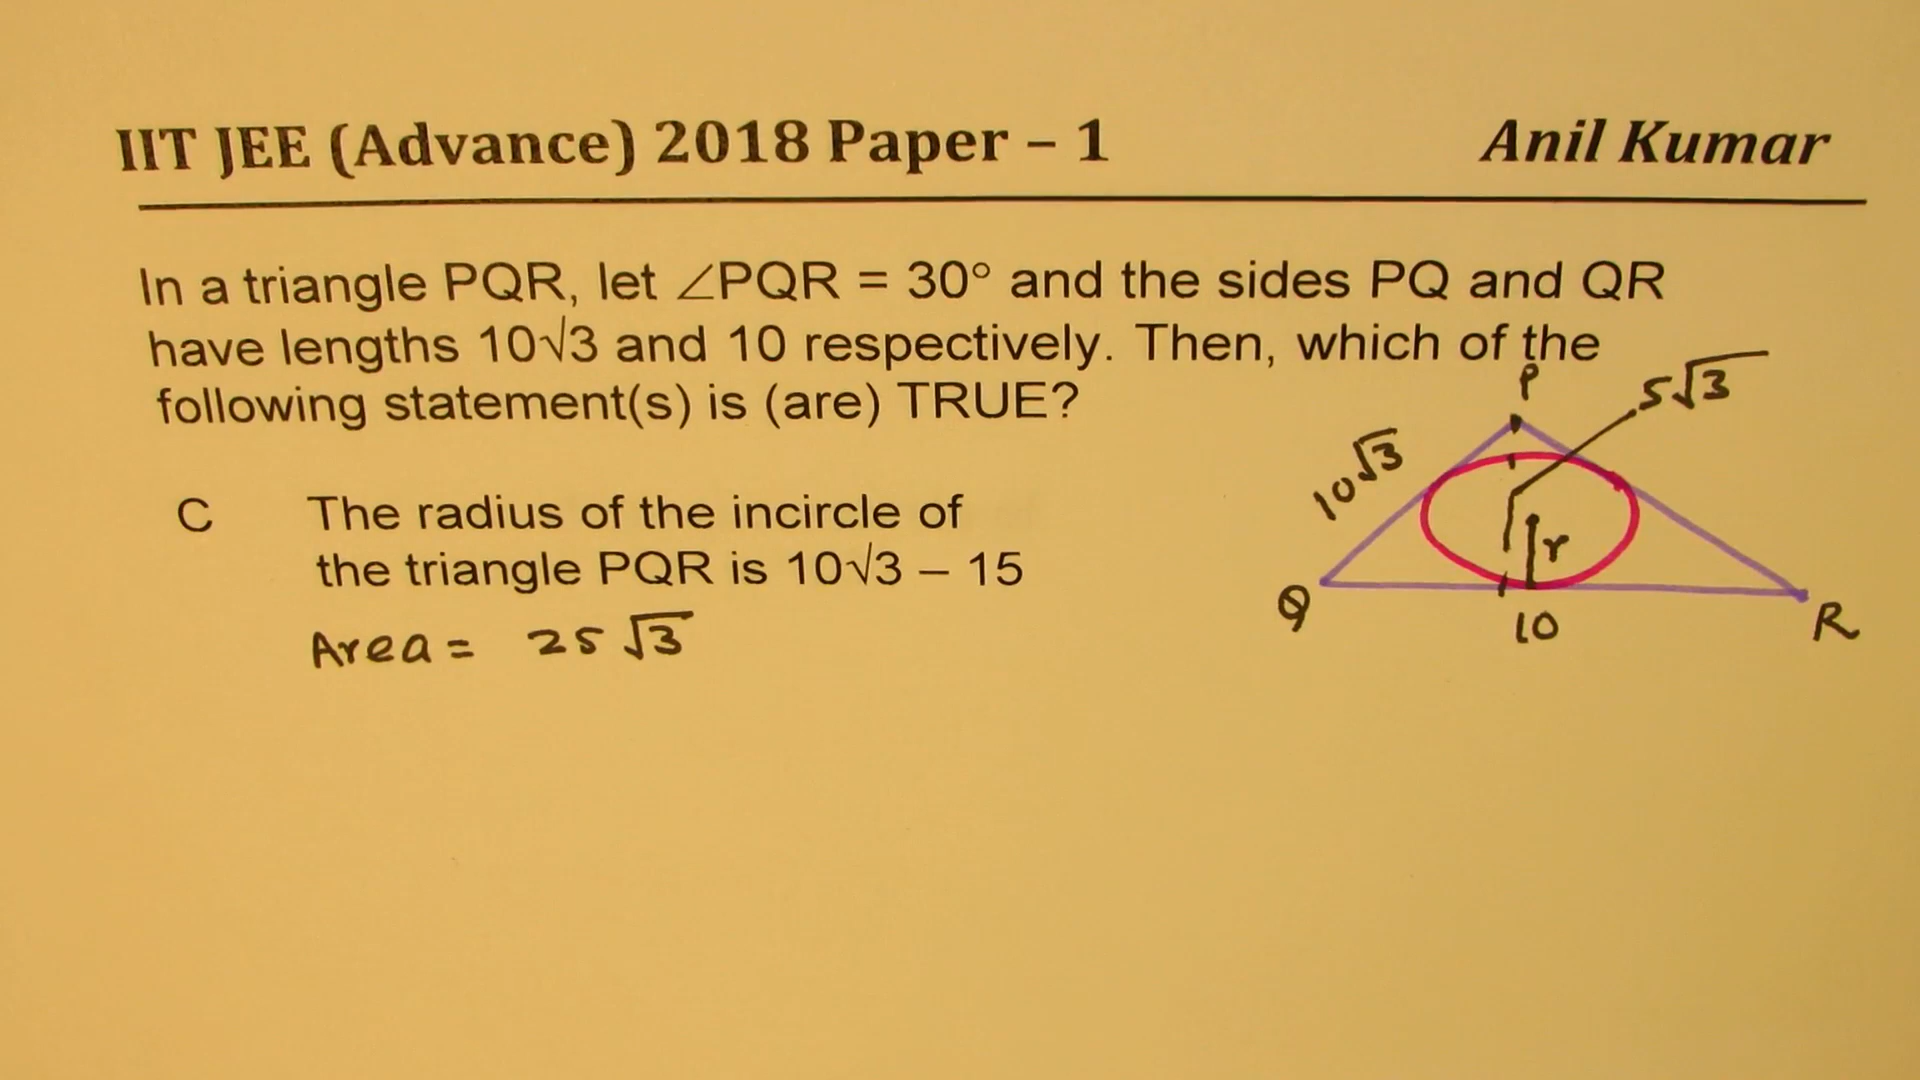 IIT JEE (Advance) 2018 Paper – 1
Anil Kumar
In a triangle PQR, let ∠PQR = 30° and the sides PQ and QR
have lengths 10√3 and 10 respectively. Then, which of the
following statement(s) is (are) TRUE?
P
5√3
10√3
C The radius of the incircle of
the triangle PQR is 10√3 – 15
r
Q
10
R
Area = 25√3